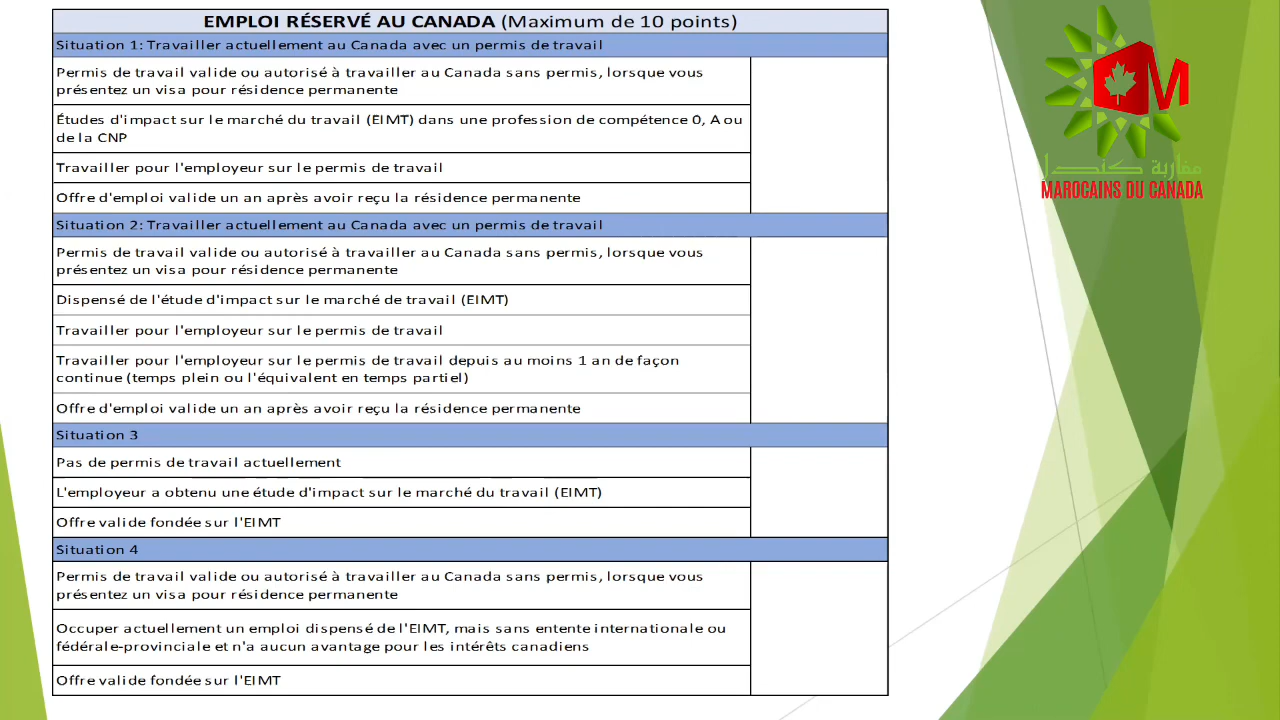 EMPLOI RÉSERVÉ AU CANADA (Maximum de 10 points)
Situation 1: Travailler actuellement au Canada avec un permis de travail
Permis de travail valide ou autorisé à travailler au Canada sans permis, lorsque vous
présentez un visa pour résidence permanente
Études d'impact sur le marché du travail (EIMT) dans une profession de compétence 0, A ou
de la CNP
Travailler pour l'employeur sur le permis de travail
Offre d'emploi valide un an après avoir reçu la résidence permanente
Situation 2: Travailler actuellement au Canada avec un permis de travail
Permis de travail valide ou autorisé à travailler au Canada sans permis, lorsque vous
présentez un visa pour résidence permanente
Dispensé de l'étude d'impact sur le marché de travail (EIMT)
Travailler pour l'employeur sur le permis de travail
Travailler pour l'employeur sur le permis de travail depuis au moins 1 an de façon
continue (temps plein ou l'équivalent en temps partiel)
Offre d'emploi valide un an après avoir reçu la résidence permanente
Situation 3
Pas de permis de travail actuellement
L'employeur a obtenu une étude d'impact sur le marché du travail (EIMT)
Offre valide fondée sur l'EIMT
Situation 4
Permis de travail valide ou autorisé à travailler au Canada sans permis, lorsque vous
présentez un visa pour résidence permanente
Occuper actuellement un emploi dispensé de l'EIMT, mais sans entente internationale ou
fédérale-provinciale et n'a aucun avantage pour les intérêts canadiens
Offre valide fondée sur l'EIMT
M
مغاربة كندا
MAROCAINS DU CANADA